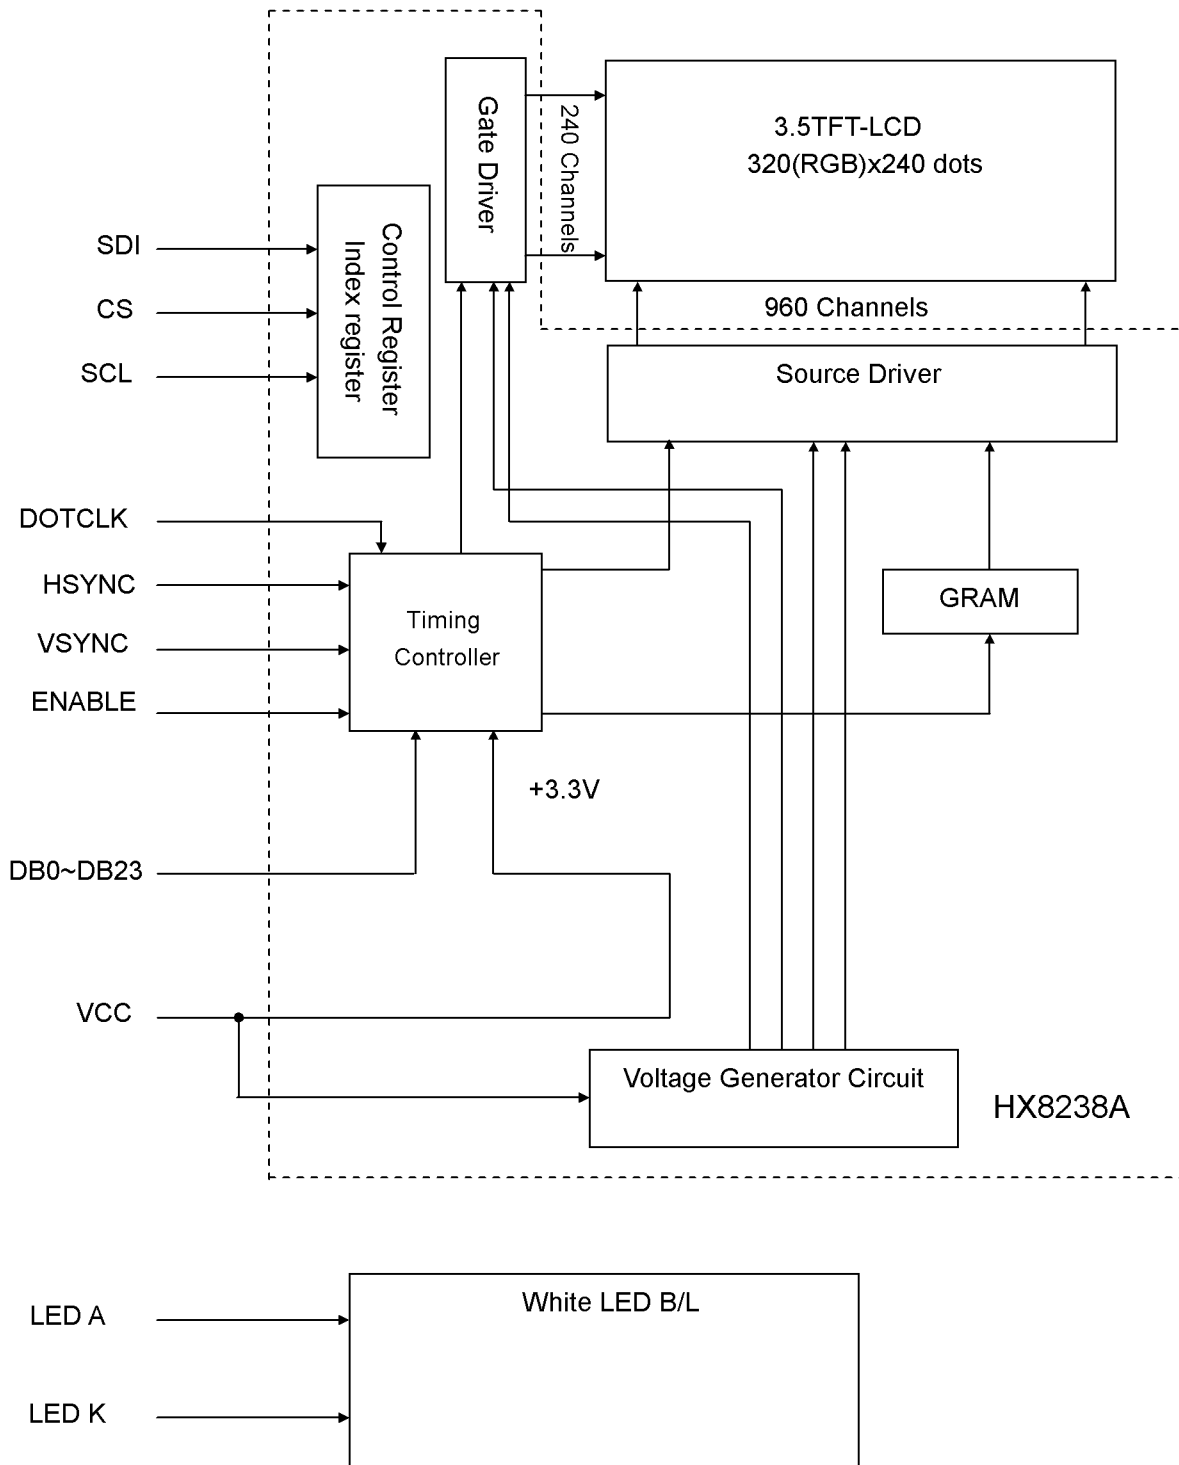 Gate Driver
240 Channels
3.5TFT-LCD
320(RGB)x240 dots
SDI
CS
SCL
Control Register
Index register
960 Channels
Source Driver
DOTCLK
HSYNC
VSYNC
ENABLE
Timing
Controller
GRAM
+3.3V
DB0~DB23
VCC
Voltage Generator Circuit
HX8238A
White LED B/L
LED A
LED K